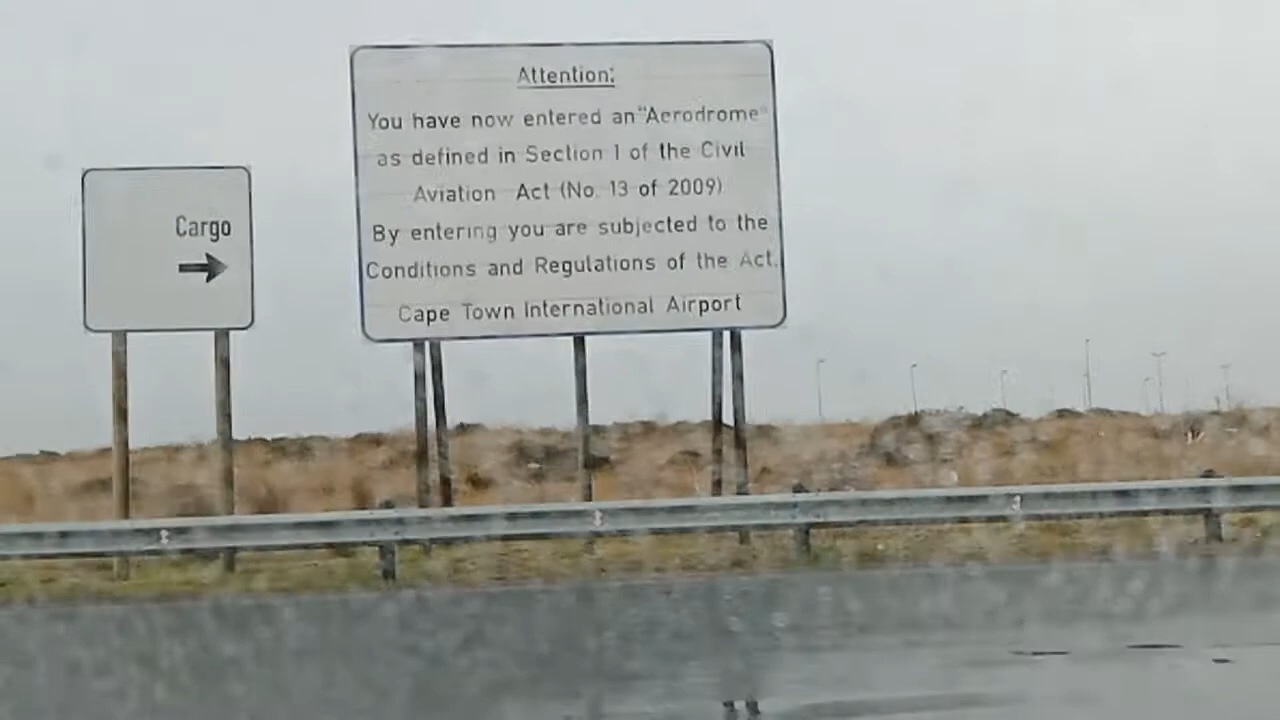 Cargo
Attention:
You have now entered an "Aerodrome"
as defined in Section 1 of the Civil
Aviation Act (No. 13 of 2009)
By entering you are subjected to the
Conditions and Regulations of the Act.
Cape Town International Airport